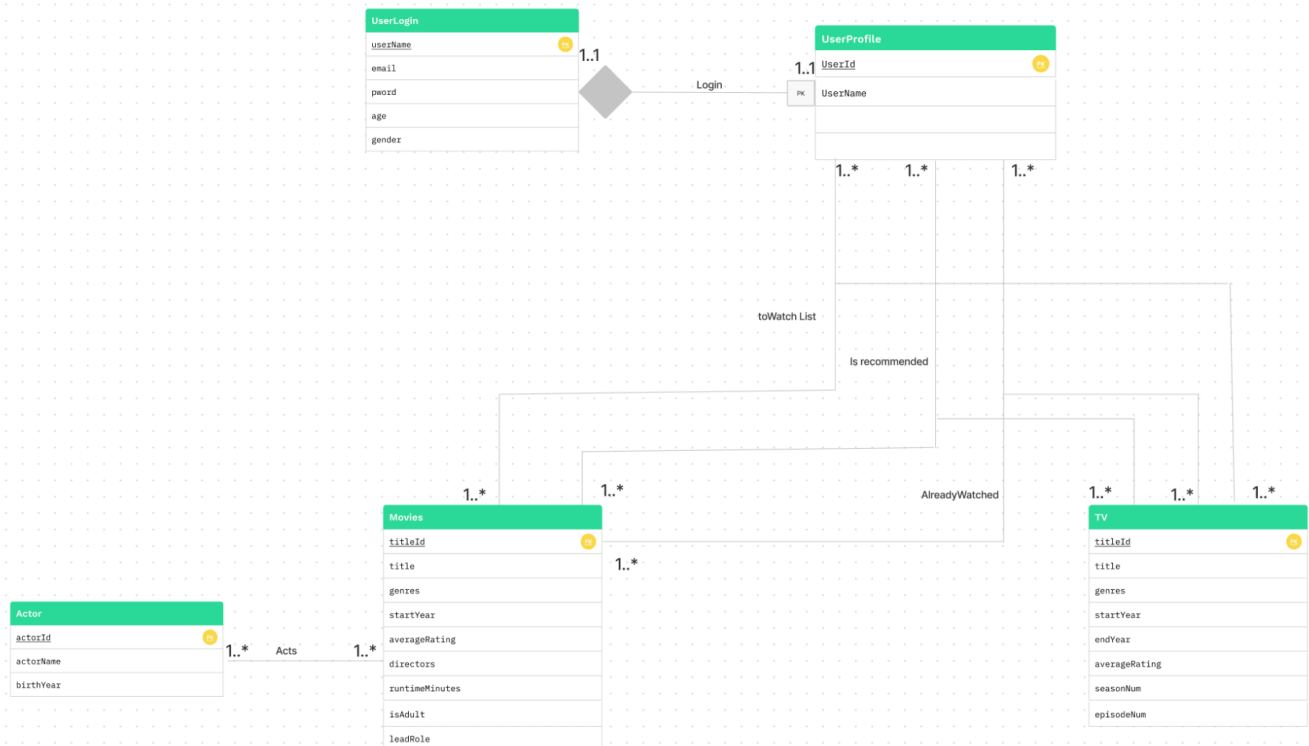 UserLogin
userName
email
pword
age
gender
1..1
Login
1..1
PK
UserProfile
UserId
UserName
1..*
1..*
1..*
toWatch List
Is recommended
AlreadyWatched
1..*
1..*
1..*
1..*
1..*
1..*
Movies
titleId
title
genres
startYear
averageRating
directors
runtimeMinutes
isAdult
leadRole
TV
titleId
title
genres
startYear
endYear
averageRating
seasonNum
episodeNum
Actor
actorId
actorName
birthYear
1..*
Acts
1..*